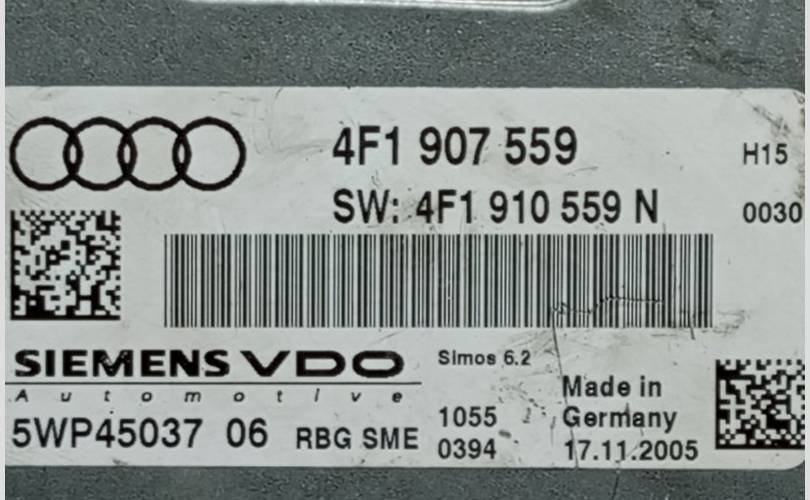 4F1 907 559 H15
SW: 4F1 910 559 N 0030
SIEMENS VDO
Automotive
Simos 6.2
5WP45037 06 RBG SME
1055
0394
Made in
Germany
17.11.2005